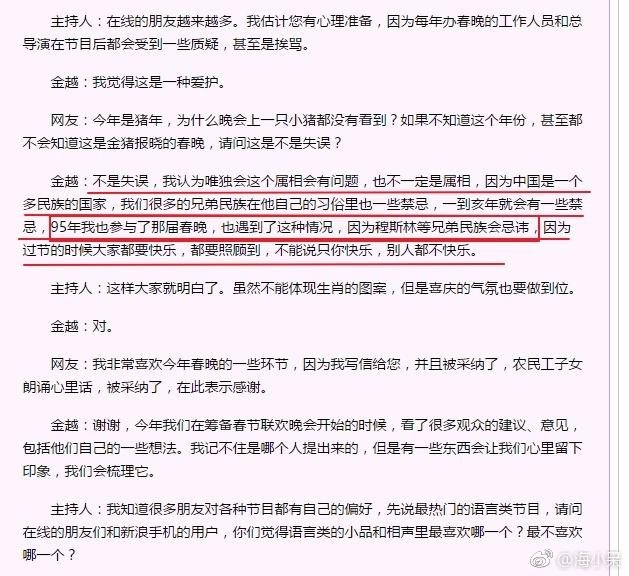 主持人：在线的朋友越来越多。我估计您有心理准备，因为每年办春晚的工作人员和总
导演在节目后都会受到一些质疑，甚至是挨骂。
金越：我觉得这是一种爱护。
网友：今年是猪年，为什么晚会上一只小猪都没有看到？如果不知道这个年份，甚至都
不会知道这是金猪报晓的春晚，请问这是不是失误？
金越：不是失误，我认为唯独会这个属相会有问题，也不一定是属相，因为中国是一个
多民族的国家，我们很多的兄弟民族在他自己的习俗里也一些禁忌，一到亥年就会有一些禁
忌，95年我也参与了那届春晚，也遇到了这种情况，因为穆斯林等兄弟民族会忌讳，因为
过节的时候大家都要快乐，都要照顾到，不能说只你快乐，别人都不快乐。
主持人：这样大家就明白了。虽然不能体现生肖的图案，但是喜庆的气氛也要做到位。
金越：对。
网友：我非常喜欢今年春晚的一些环节，因为我写信给您，并且被采纳了，农民工子女
朗诵心里话，被采纳了，在此表示感谢。
金越：谢谢，今年我们在筹备春节联欢晚会开始的时候，看了很多观众的建议、意见，
包括他们自己的一些想法。我记不住是哪个人提出来的，但是有一些东西会让我们心里留下
印象，我们会梳理它。
主持人：我知道很多朋友对各种节目都有自己的偏好，先说最热门的语言类节目，请问
在线的朋友们和新浪手机的用户，你们觉得语言类的小品和相声里最喜欢哪一个？最不喜欢
哪一个？
@海小呆